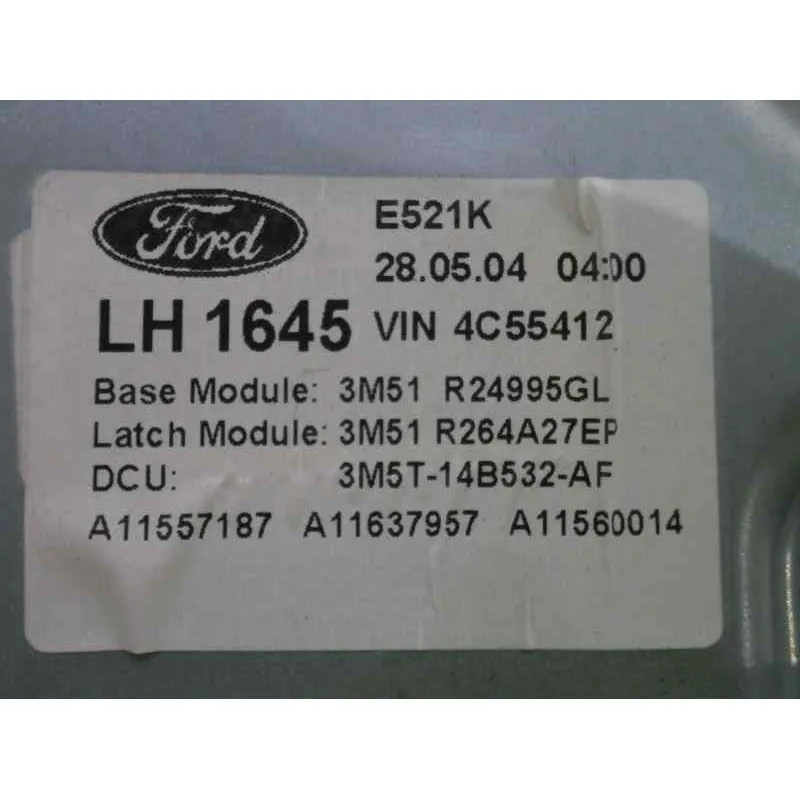 Ford
E521K
28.05.04 04:00
LH 1645 VIN 4C55412
Base Module: 3M51 R24995GL
Latch Module: 3M51 R264A27EP
DCU: 3M5T-14B532-AF
A11557187 A11637957 A11560014